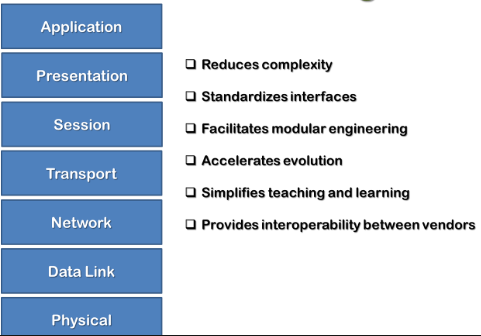 Application
Presentation
Session
Transport
Network
Data Link
Physical
Reduces complexity
Standardizes interfaces
Facilitates modular engineering
Accelerates evolution
Simplifies teaching and learning
Provides interoperability between vendors